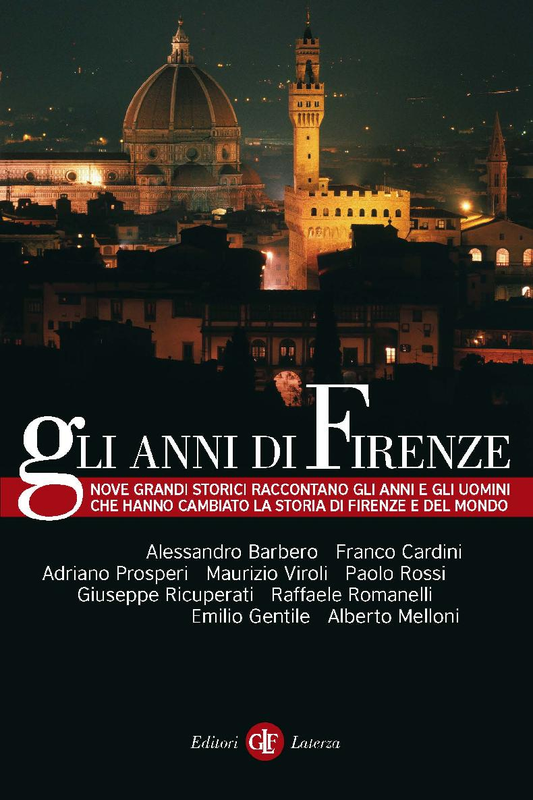 gli anni di Firenze
NOVE GRANDI STORICI RACCONTANO GLI ANNI E GLI UOMINI
CHE HANNO CAMBIATO LA STORIA DI FIRENZE E DEL MONDO
Alessandro Barbero Franco Cardini
Adriano Prosperi Maurizio Viroli Paolo Rossi
Giuseppe Ricuperati Raffaele Romanelli
Emilio Gentile Alberto Melloni
Editori GLF Laterza